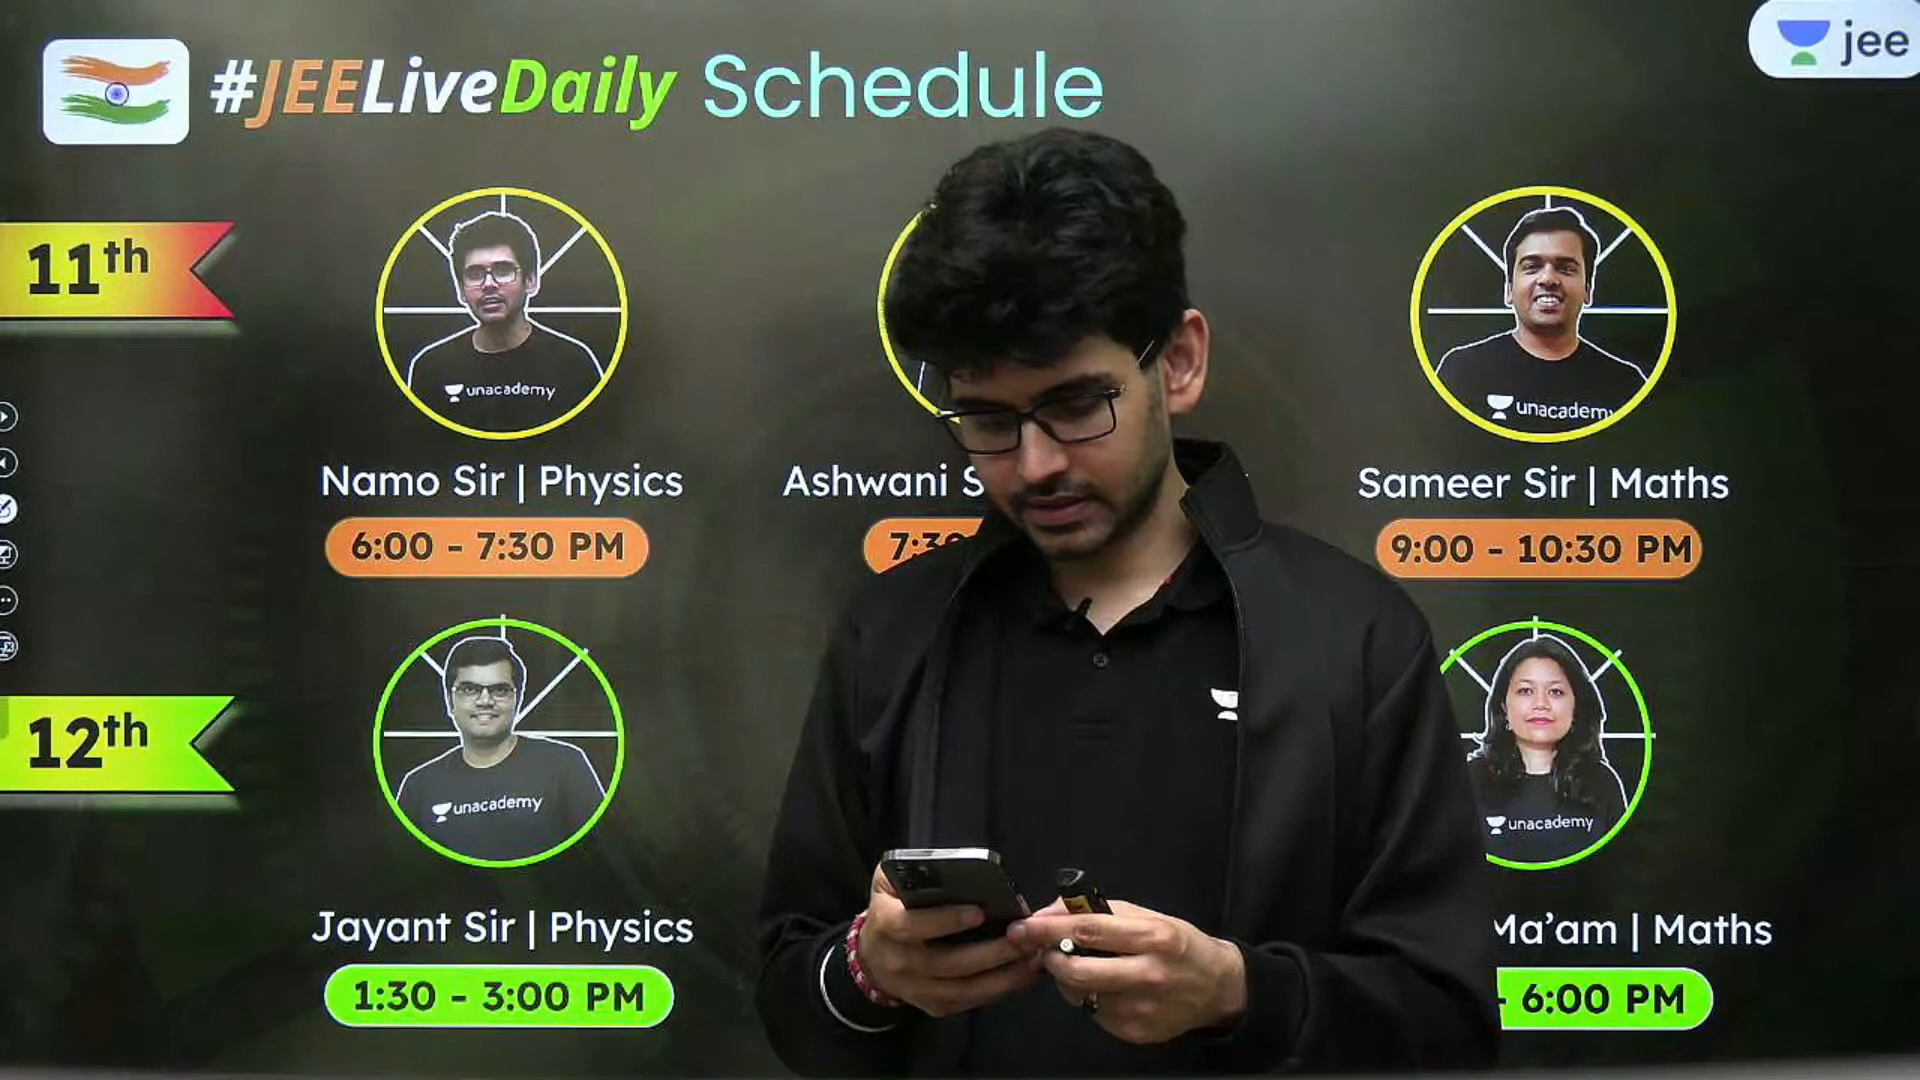 #JEELiveDaily Schedule
jee
11th
unacademy
unacademy
Namo Sir | Physics
Ashwani
Sameer Sir | Maths
6:00 - 7:30 PM
9:00 - 10:30 PM
12th
unacademy
unacademy
Jayant Sir | Physics
Ma'am | Maths
1:30 - 3:00 PM
- 6:00 PM